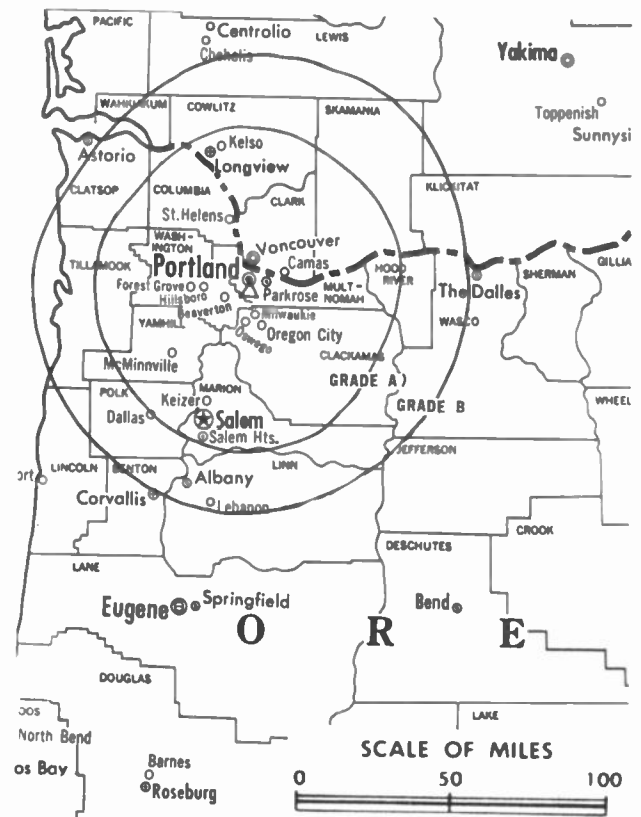 PACIFIC
Centrolio
LEWIS
Chehalis
Yakima
Toppenish
Sunnysi
WAHKIAKUM
COWLITZ
SKAMANIA
Astorio
Kelso
Longview
CLATSOP
COLUMBIA
KLICKITAT
CLARK
St. Helens
WASH-
INGTON
Voncouver
TILLAMOOK
Portland
Camas
HOOD
RIVER
SHERMAN
GILLIA
Forest Grove
Parkrose
MULT-
NOMAH
The Dalles
Hillsboro
Beaverton
Milwaukie
WASCO
YAMHILL
Oswego
Oregon City
McMinnville
CLACKAMAS
GRADE A)
MARION
POLK
Keizer
GRADE B
WHEEL
Dallas
Salem
Salem Hts.
JEFFERSON
LINCOLN
BENTON
LINN
ort
Albany
Corvallis
Lebanon
CROOK
DESCHUTES
LANE
Eugene
Springfield
Bend
O R E
DOUGLAS
OOS
LAKE
North Bend
SCALE OF MILES
os Bay
Barnes
0 50 100
Roseburg